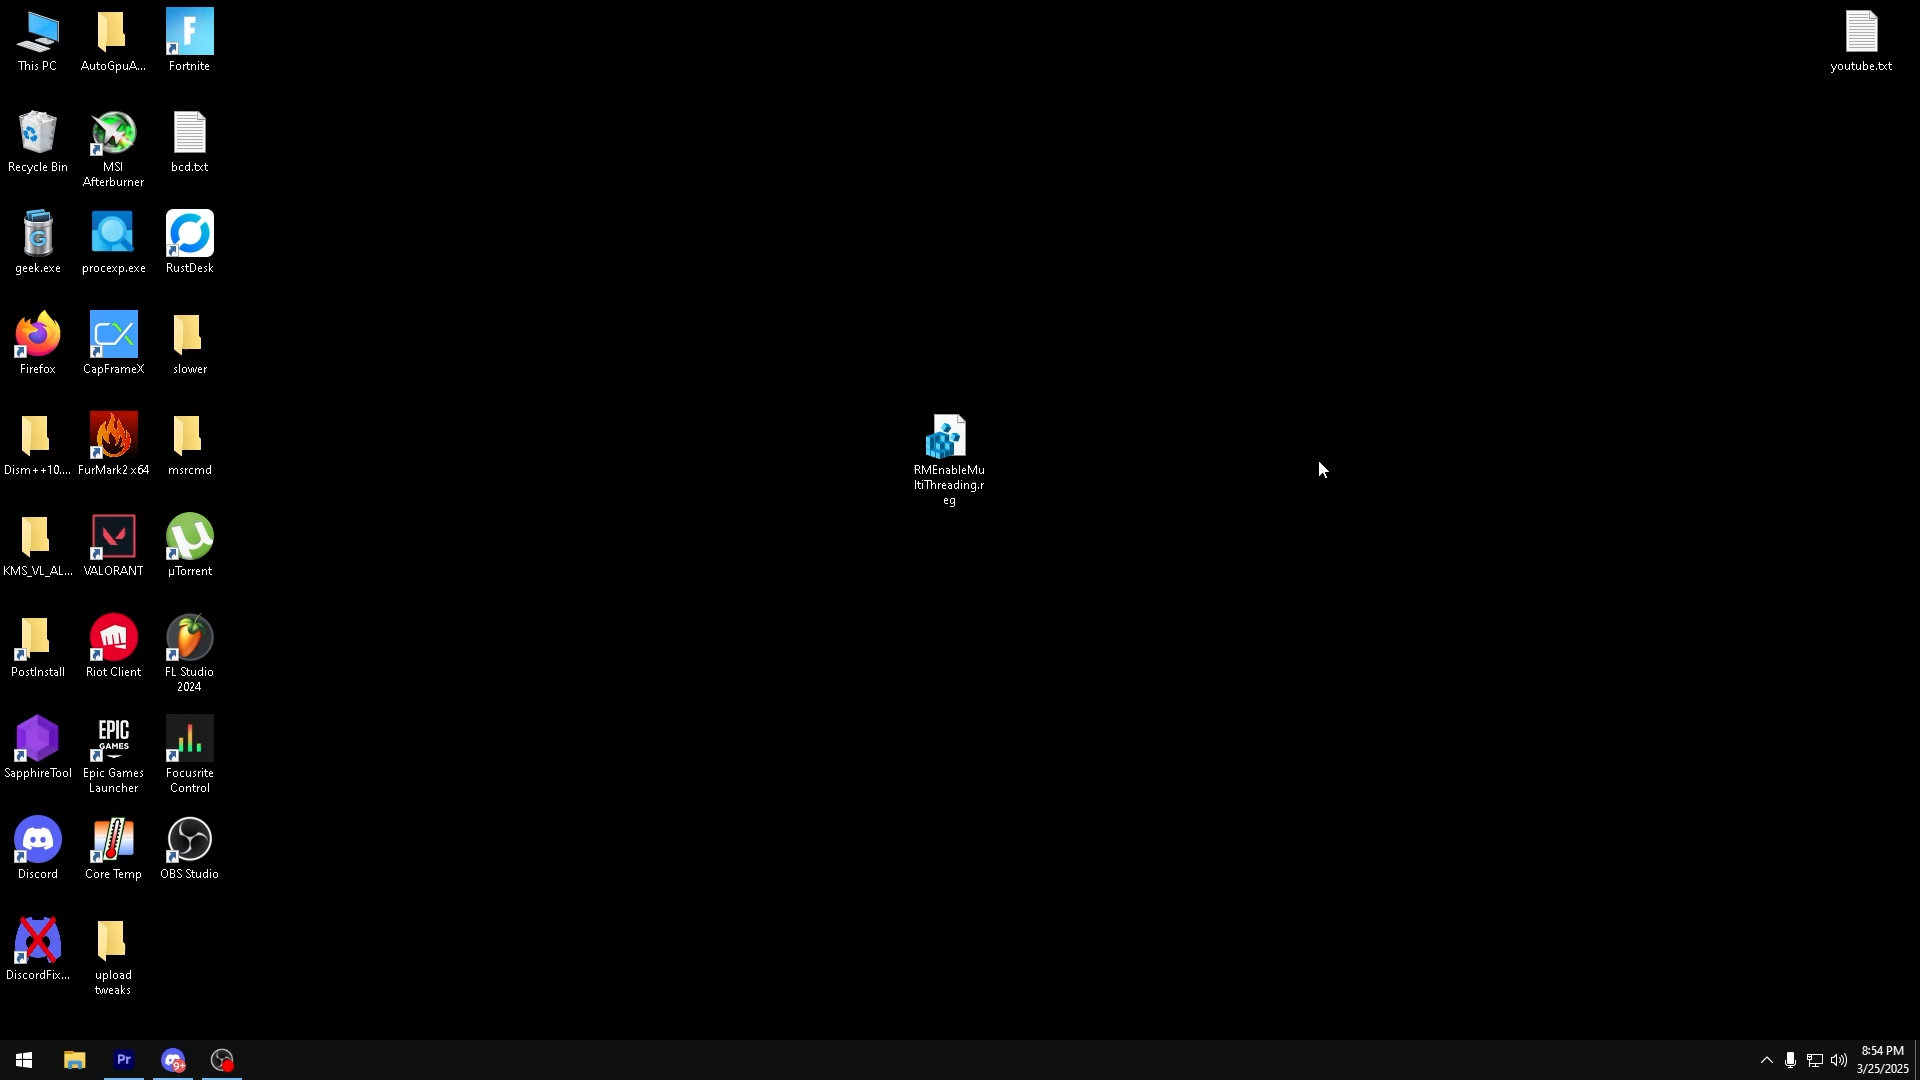 This PC
AutoGpuA...
F
Fortnite
youtube.txt
Recycle Bin
MSI
Afterburner
bcd.txt
G
geek.exe
procexp.exe
RustDesk
Firefox
CX
CapFrameX
slower
Dism++10....
FurMark2 x64
msrcmd
RMEnableMu
ltiThreading.r
eg
KMS_VL_AL...
VALORANT
µ
µTorrent
PostInstall
Riot Client
FL Studio
2024
SapphireTool
EPIC
GAMES
Epic Games
Launcher
Focusrite
Control
Discord
Core Temp
OBS Studio
DiscordFix...
upload
tweaks
Pr
9+
8:54 PM
3/25/2025